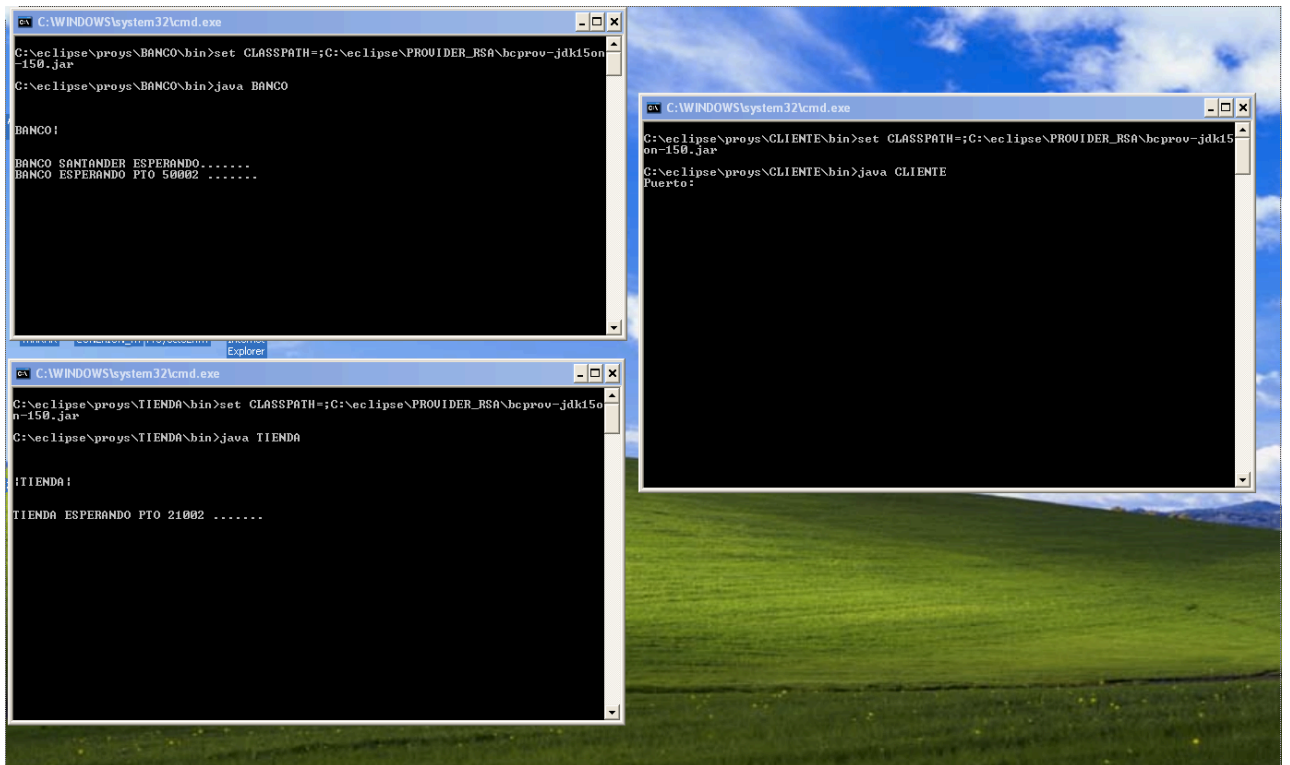 C:\WINDOWS\system32\cmd.exe
C:\eclipse\proys\BANCO\bin>set CLASSPATH=;C:\eclipse\PROVIDER_RSA\bcprov-jdk15on
-150.jar
C:\eclipse\proys\BANCO\bin>java BANCO
BANCO¦
BANCO SANTANDER ESPERANDO.......
BANCO ESPERANDO PTO 50002 .......
Explorer
C:\WINDOWS\system32\cmd.exe
C:\eclipse\proys\TIENDA\bin>set CLASSPATH=;C:\eclipse\PROVIDER_RSA\bcprov-jdk15o
n-150.jar
C:\eclipse\proys\TIENDA\bin>java TIENDA
¦TIENDA¦
TIENDA ESPERANDO PTO 21002 .......
C:\WINDOWS\system32\cmd.exe
C:\eclipse\proys\CLIENTE\bin>set CLASSPATH=;C:\eclipse\PROVIDER_RSA\bcprov-jdk15
on-150.jar
C:\eclipse\proys\CLIENTE\bin>java CLIENTE
Puerto: